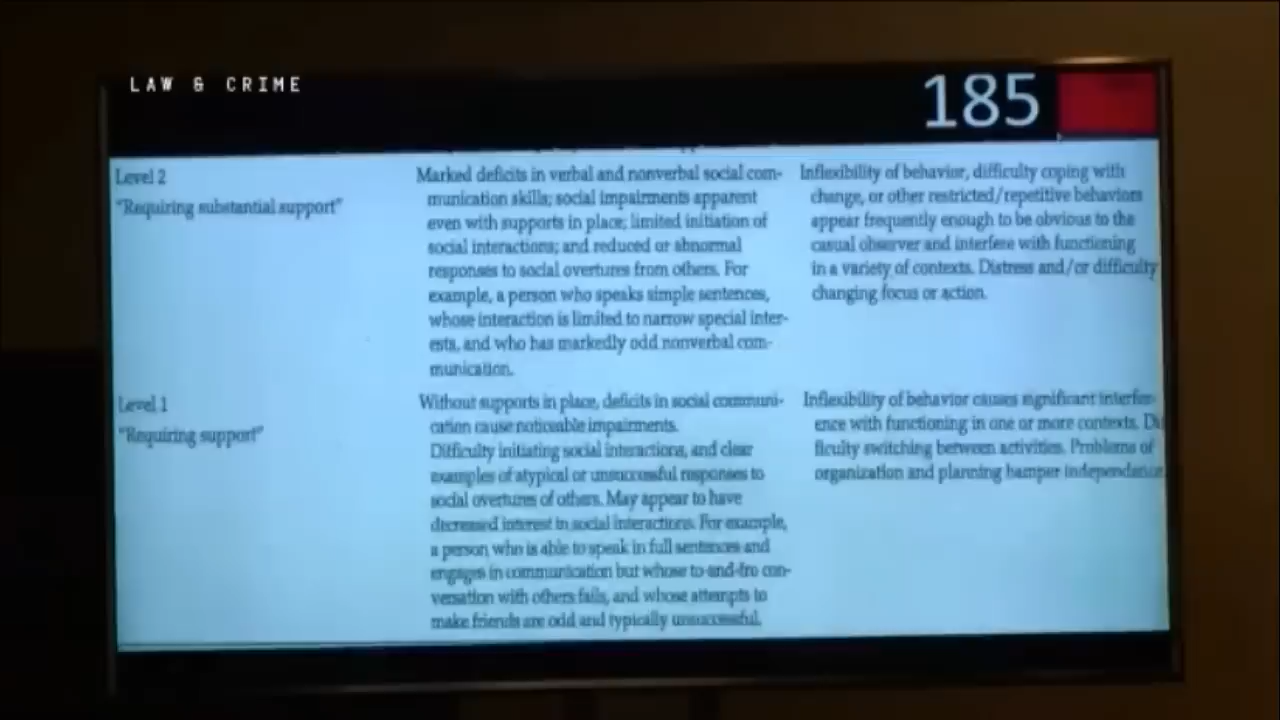 LAW & CRIME
185
Level 2
"Requiring substantial support"
Marked deficits in verbal and nonverbal social com-
munication skills; social impairments apparent
even with supports in place; limited initiation of
social interactions; and reduced or abnormal
responses to social overtures from others. For
example, a person who speaks simple sentences,
whose interaction is limited to narrow special inter-
ests, and who has markedly odd nonverbal com-
munication.
Inflexibility of behavior, difficulty coping with
change, or other restricted/repetitive behaviors
appear frequently enough to be obvious to the
casual observer and interfere with functioning
in a variety of contexts. Distress and/or difficulty
changing focus or action.
Level 1
"Requiring support"
Without supports in place, deficits in social communi-
cation cause noticeable impairments.
Difficulty initiating social interactions, and clear
examples of atypical or unsuccessful responses to
social overtures of others. May appear to have
decreased interest in social interactions. For example,
a person who is able to speak in full sentences and
engages in communication but whose to-and-fro con-
versation with others fails, and whose attempts to
make friends are odd and typically unsuccessful.
Inflexibility of behavior causes significant interfer-
ence with functioning in one or more contexts. Di
ficulty switching between activities. Problems of
organization and planning hamper independence